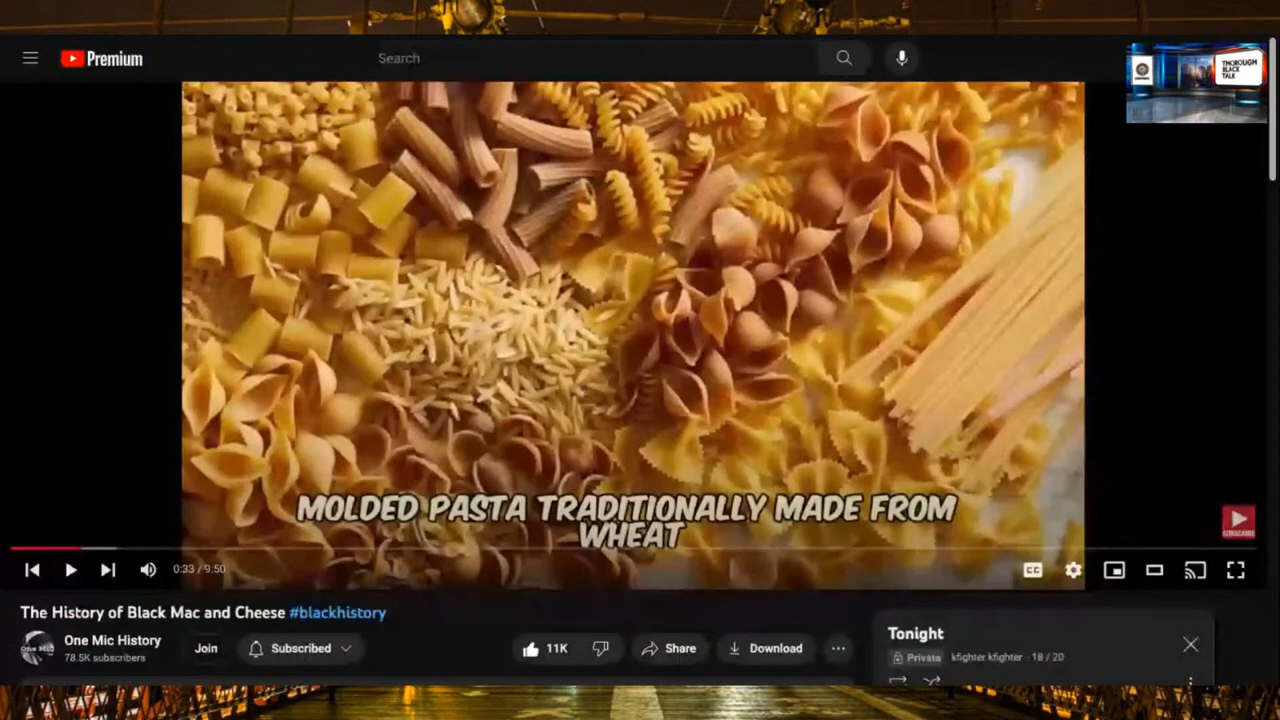 Premium
Search
THOROUGH
BLACK
TALK
MOLDED PASTA TRADITIONALLY MADE FROM
WHEAT
SUBSCRIBE
0:33 / 9:50
CC
The History of Black Mac and Cheese #blackhistory
One Mic History
78.5K subscribers
Join
Subscribed
11K
Share
Download
Tonight
Private
kfighter kfighter - 18 / 20